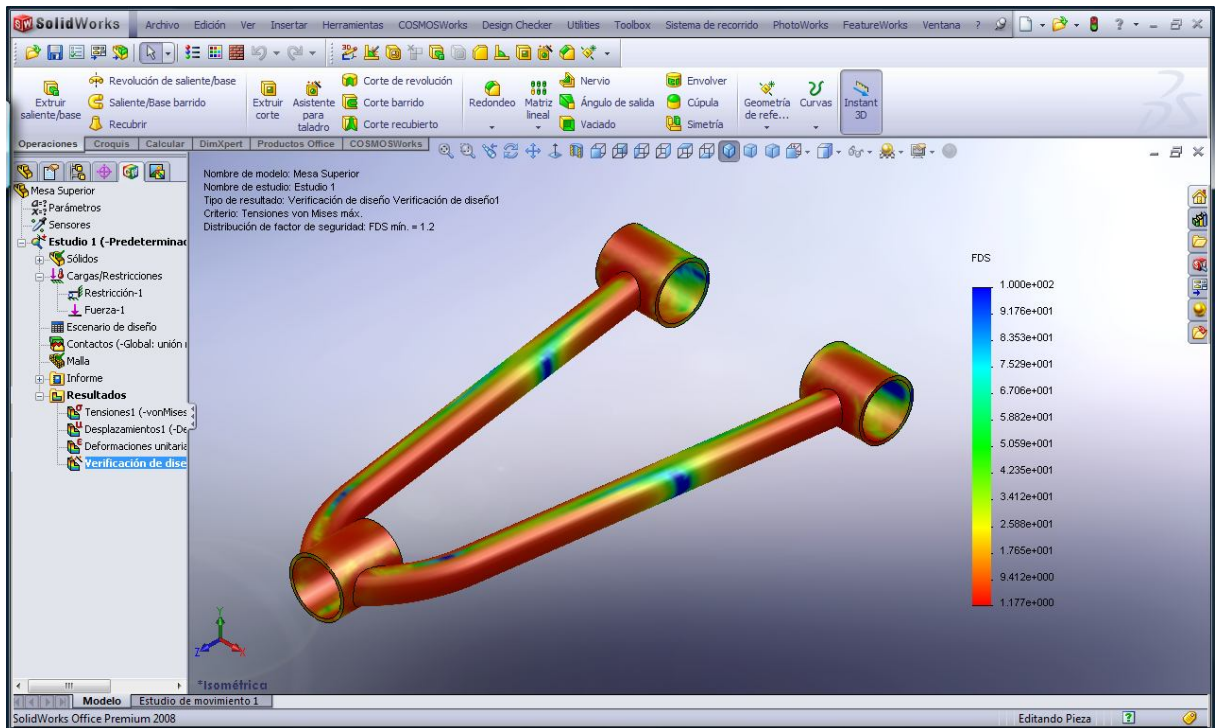 SolidWorks Archivo Edición Ver Insertar Herramientas COSMOSWorks Design Checker Utilities Toolbox Sistema de recorrido PhotoWorks FeatureWorks Ventana ?
Extruir saliente/base
Revolución de saliente/base
Saliente/Base barrido
Recubrir
Extruir corte
Asistente para taladro
Corte de revolución
Corte barrido
Corte recubierto
Redondeo
Matriz lineal
Nervio
Ángulo de salida
Vaciado
Envolver
Cúpula
Simetría
Geometría de refe...
Curvas
Instant 3D
Operaciones Croquis Calcular DimXpert Productos Office COSMOSWorks
Mesa Superior
Parámetros
Sensores
Estudio 1 (-Predeterminac
Sólidos
Cargas/Restricciones
Restricción-1
Fuerza-1
Escenario de diseño
Contactos (-Global: unión
Malla
Informe
Resultados
Tensiones1 (-vonMises
Desplazamientos1 (-De
Deformaciones unitaria
Verificación de dise
Nombre de modelo: Mesa Superior
Nombre de estudio: Estudio 1
Tipo de resultado: Verificación de diseño Verificación de diseño1
Criterio: Tensiones von Mises máx.
Distribución de factor de seguridad: FDS mín. = 1.2
FDS
1.000e+002
9.176e+001
8.353e+001
7.529e+001
6.706e+001
5.882e+001
5.059e+001
4.235e+001
3.412e+001
2.588e+001
1.765e+001
9.412e+000
1.177e+000
Y
Z
X
*Isométrica
Modelo Estudio de movimiento 1
SolidWorks Office Premium 2008 Editando Pieza